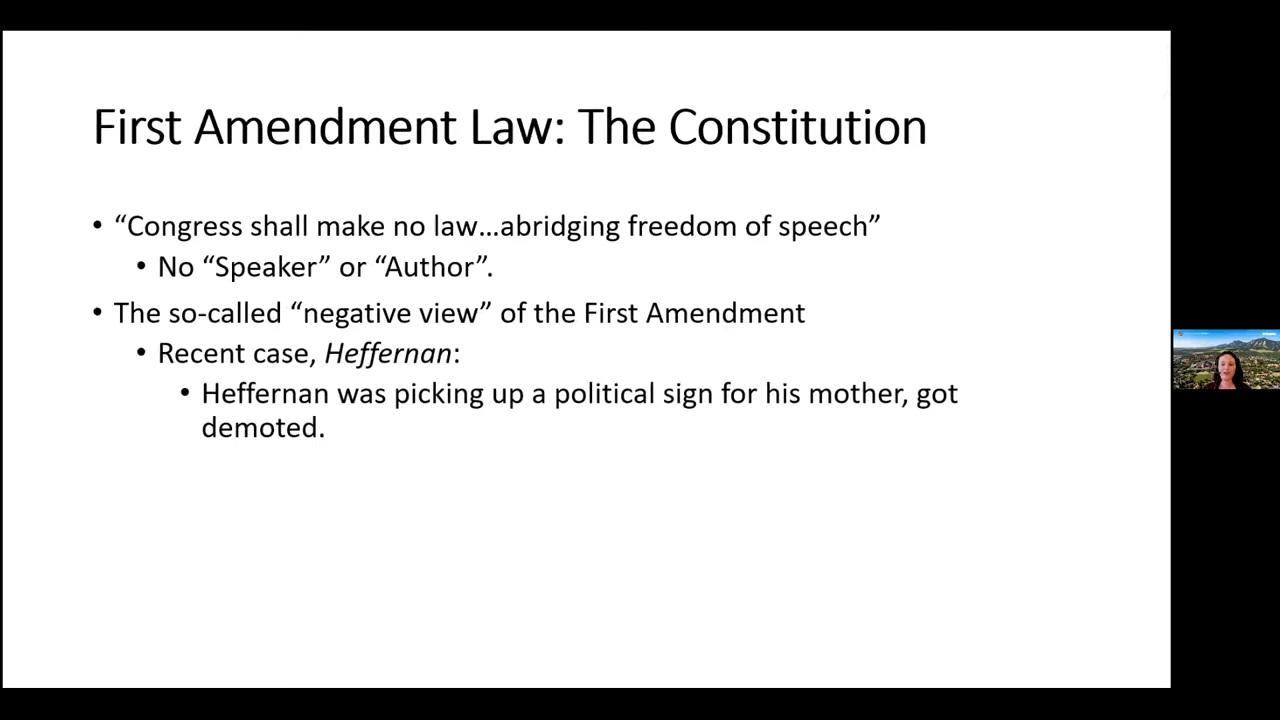 First Amendment Law: The Constitution
• “Congress shall make no law…abridging freedom of speech”
• No “Speaker” or “Author”.
• The so-called “negative view” of the First Amendment
• Recent case, Heffernan:
• Heffernan was picking up a political sign for his mother, got
demoted.